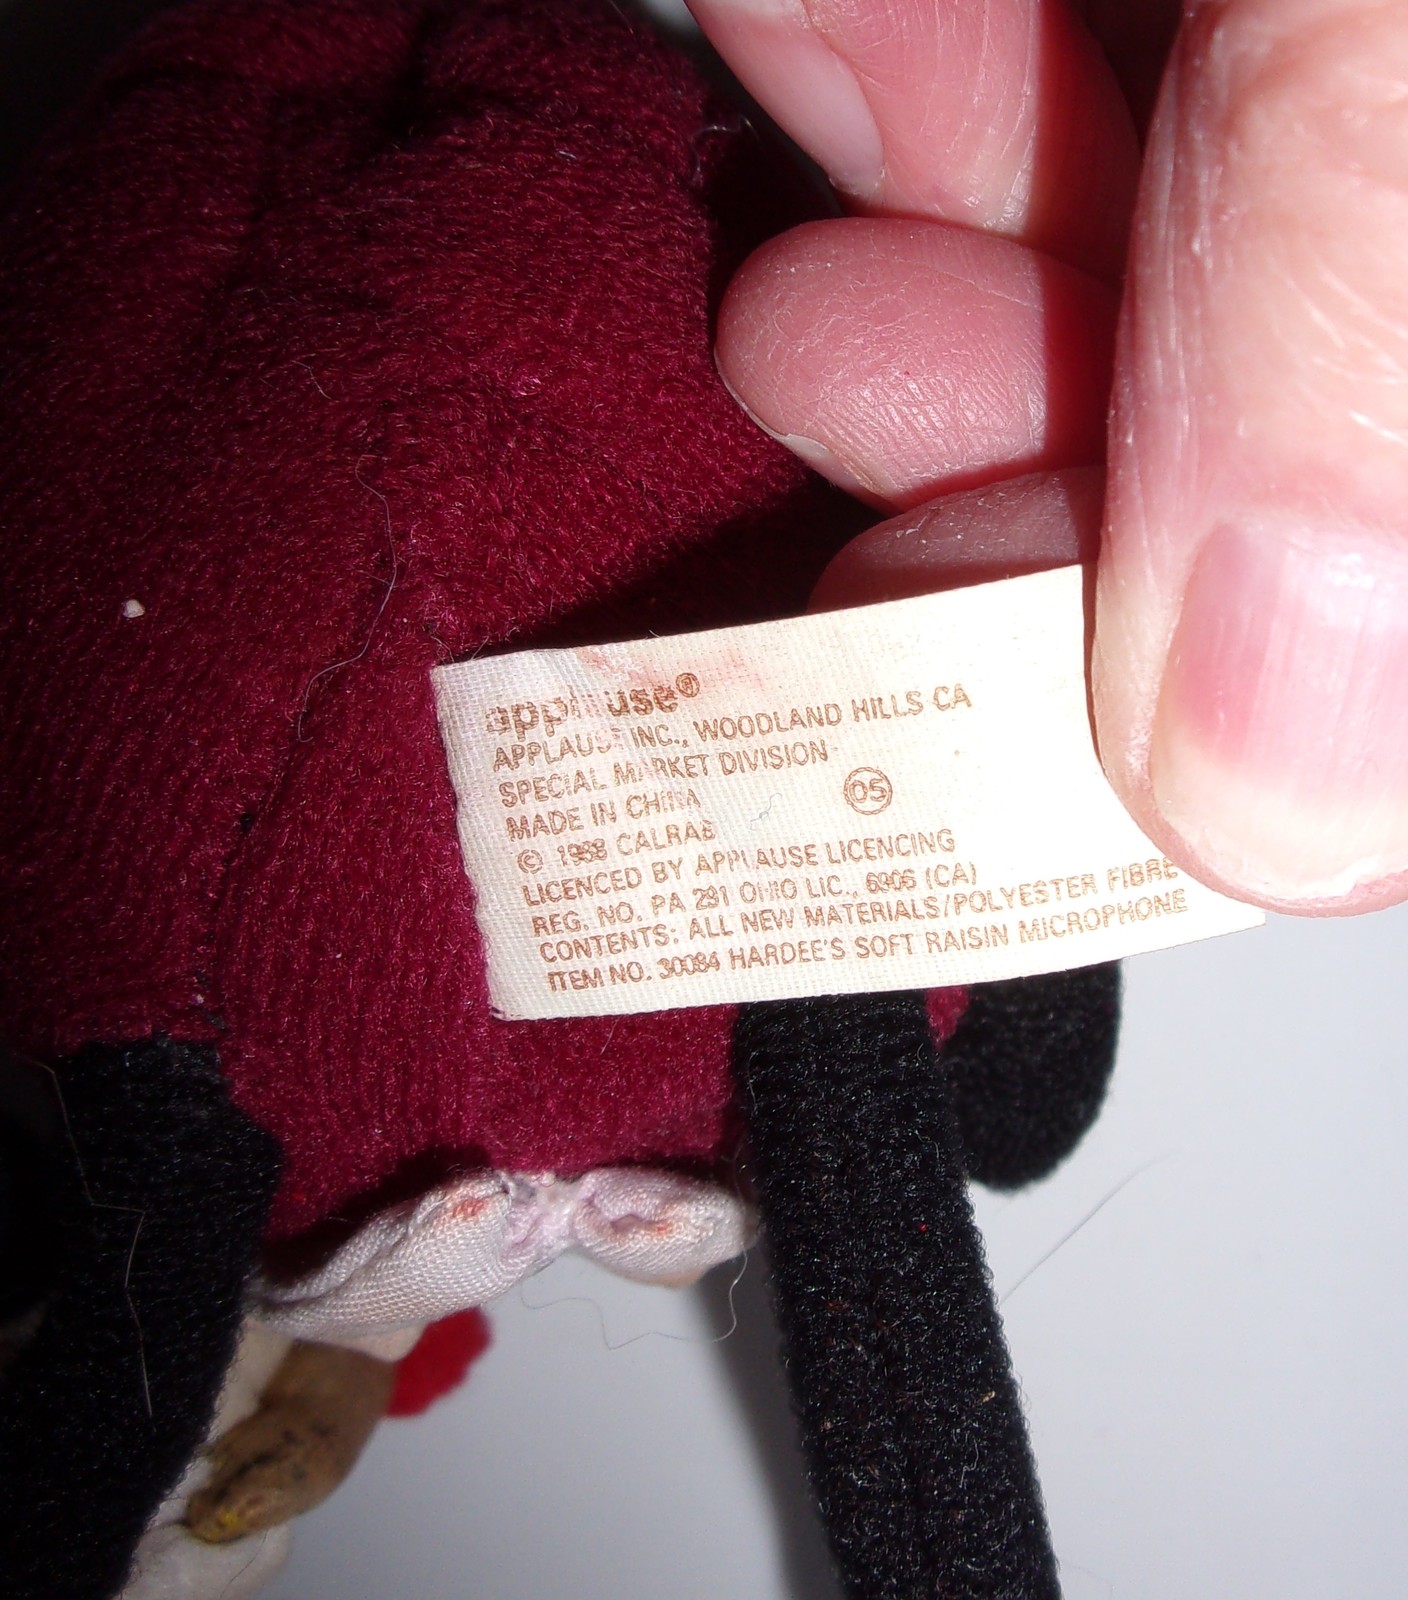 applause®
APPLAUSE INC., WOODLAND HILLS CA
SPECIAL MARKET DIVISION
MADE IN CHINA
05
© 1988 CALRAB
LICENCED BY APPLAUSE LICENCING
REG. NO. PA 291 OHIO LIC., 6906 (CA)
CONTENTS: ALL NEW MATERIALS/POLYESTER FIBRE
ITEM NO. 30084 HARDEE'S SOFT RAISIN MICROPHONE